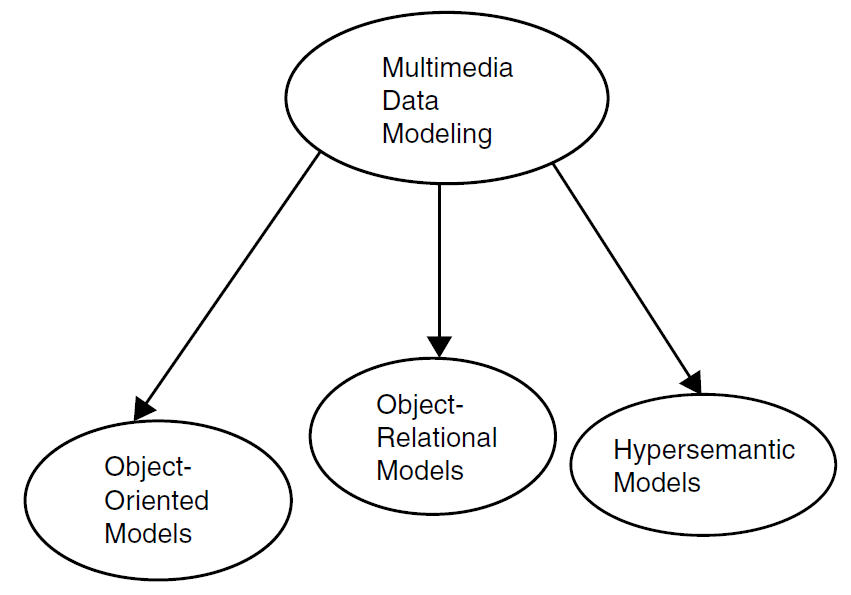 Multimedia
Data
Modeling
Object-
Oriented
Models
Object-
Relational
Models
Hypersemantic
Models